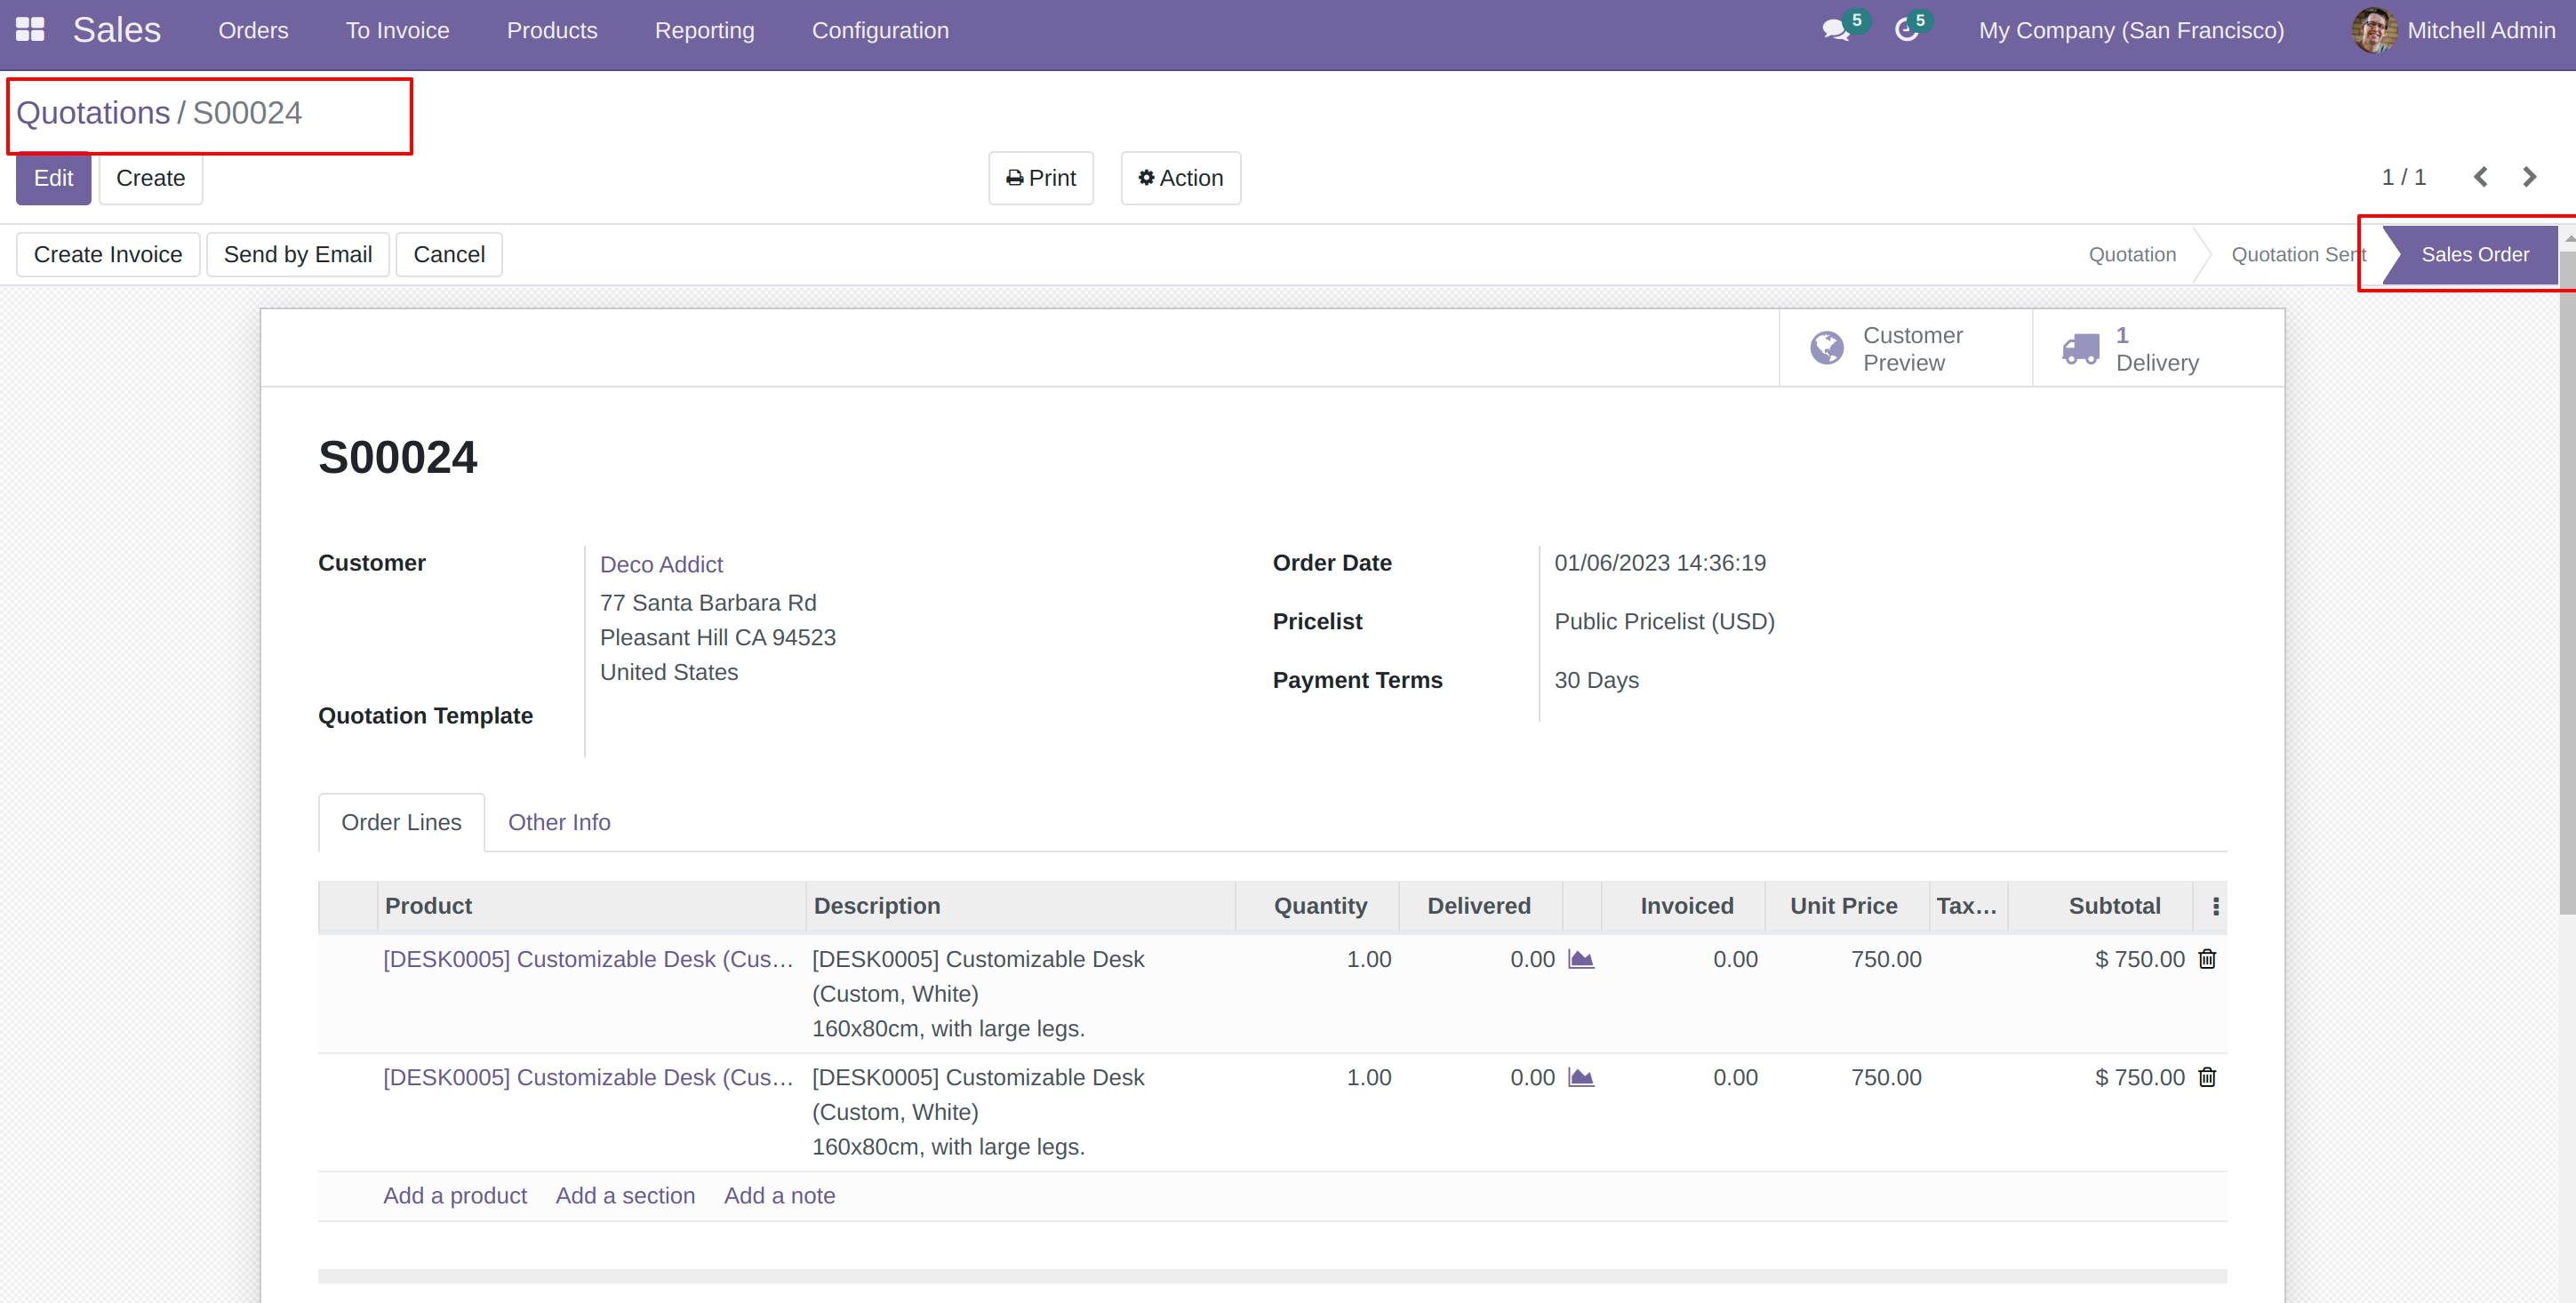 Sales Orders To Invoice Products Reporting Configuration 5 5 My Company (San Francisco) Mitchell Admin
Quotations / S00024
Edit Create Print Action 1 / 1
Create Invoice Send by Email Cancel Quotation Quotation Sent Sales Order
Customer Preview
1 Delivery
S00024
Customer
Deco Addict
77 Santa Barbara Rd
Pleasant Hill CA 94523
United States
Quotation Template
Order Date 01/06/2023 14:36:19
Pricelist Public Pricelist (USD)
Payment Terms 30 Days
Order Lines Other Info
Product Description Quantity Delivered Invoiced Unit Price Tax... Subtotal
[DESK0005] Customizable Desk (Cus... [DESK0005] Customizable Desk 1.00 0.00 0.00 750.00 $ 750.00
(Custom, White)
160x80cm, with large legs.
[DESK0005] Customizable Desk (Cus... [DESK0005] Customizable Desk 1.00 0.00 0.00 750.00 $ 750.00
(Custom, White)
160x80cm, with large legs.
Add a product Add a section Add a note